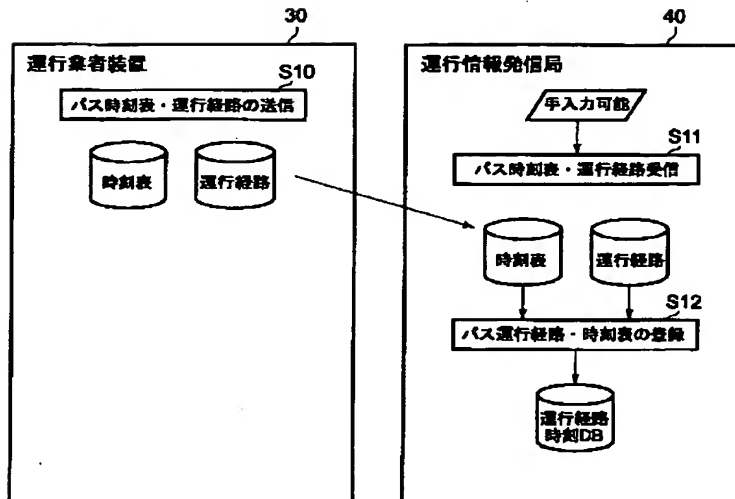 30
運行業者装置
S10
バス時刻表・運行経路の送信
時刻表
運行経路
40
運行情報発信局
手入力可能
S11
バス時刻表・運行経路受信
時刻表
運行経路
S12
バス運行経路・時刻表の登録
運行経路
時刻DB